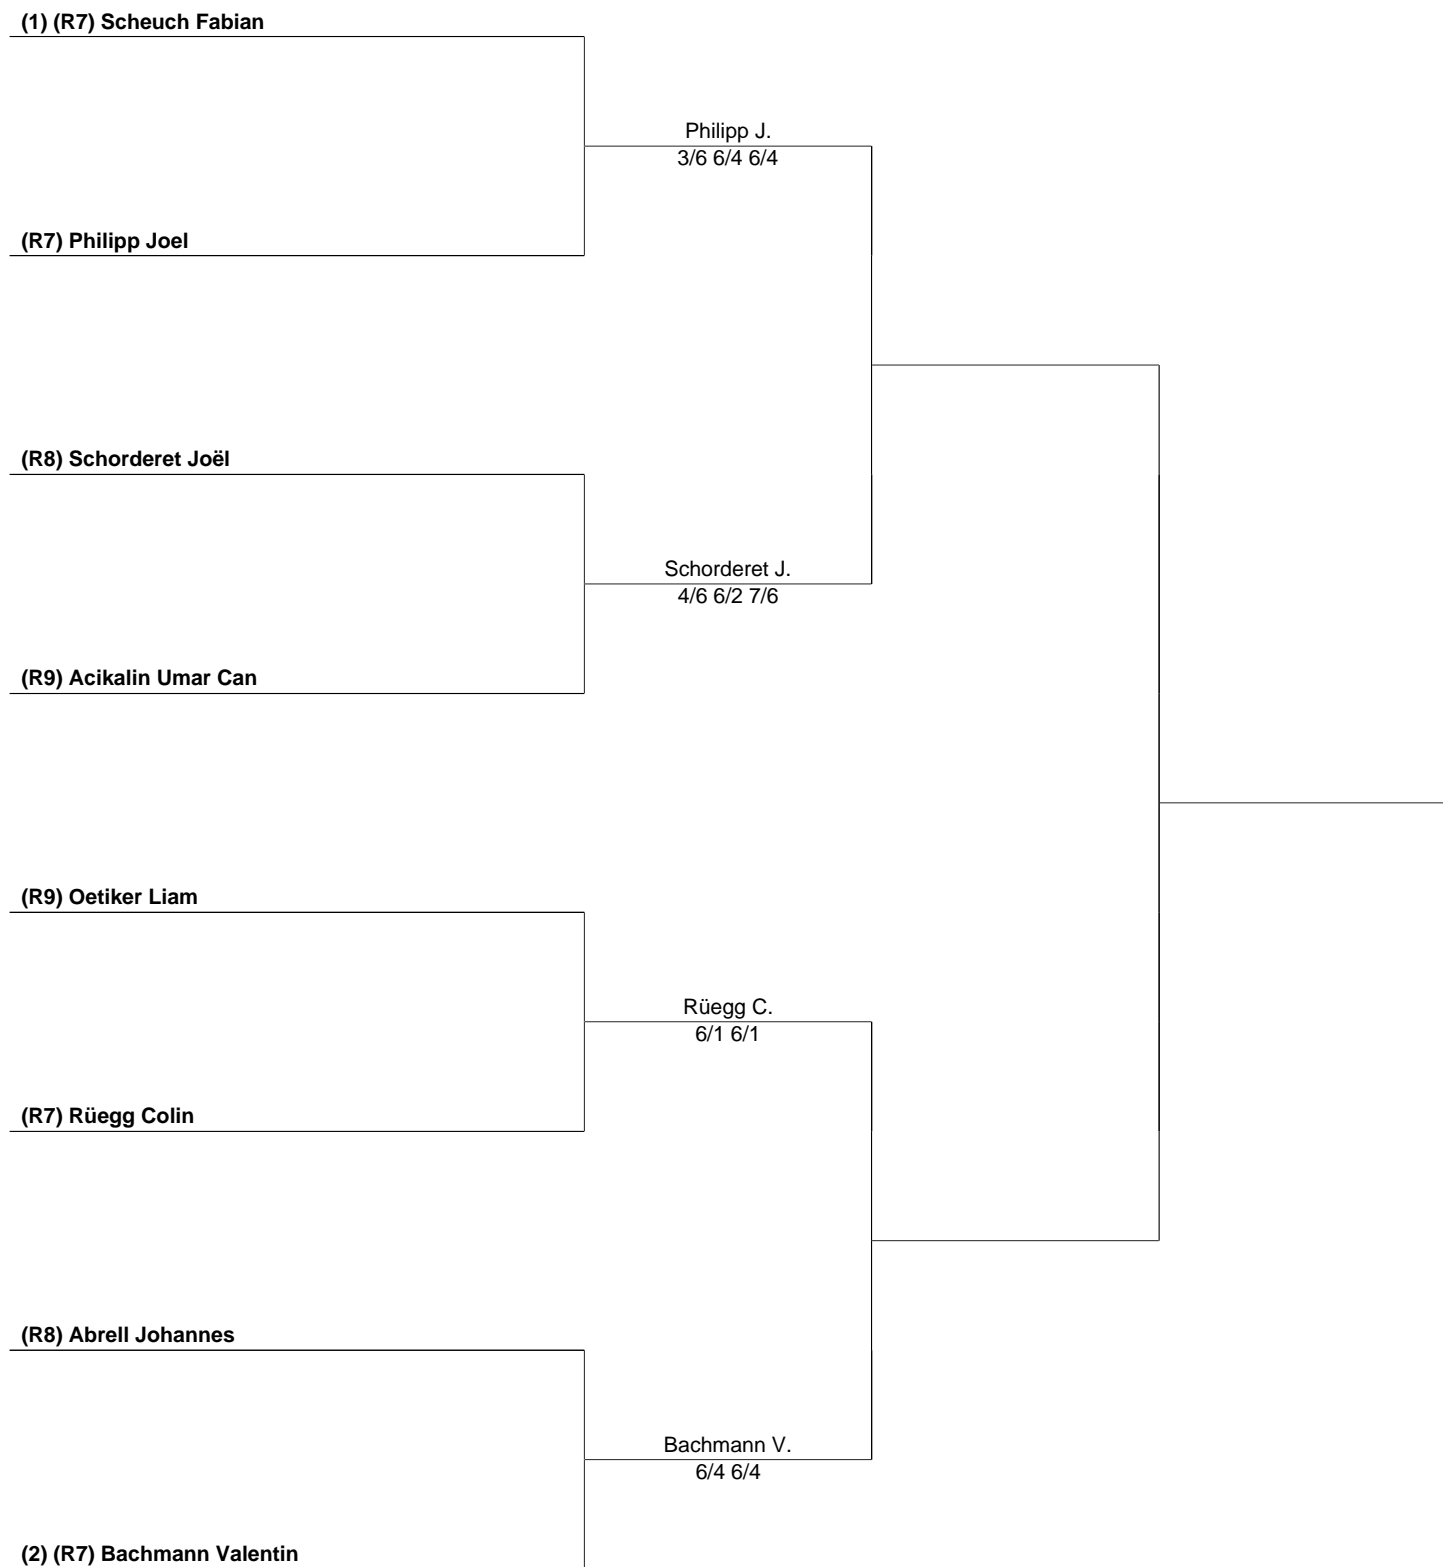 (1) (R7) Scheuch Fabian
Philipp J.
3/6 6/4 6/4
(R7) Philipp Joel
(R8) Schorderet Joël
Schorderet J.
4/6 6/2 7/6
(R9) Acikalin Umar Can
(R9) Oetiker Liam
Rüegg C.
6/1 6/1
(R7) Rüegg Colin
(R8) Abrell Johannes
Bachmann V.
6/4 6/4
(2) (R7) Bachmann Valentin